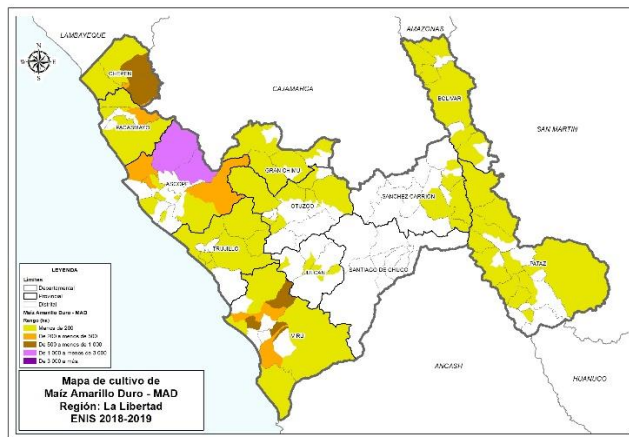 LAMBAYEQUE
AMAZONAS
N
S
CHEPEN
CAJAMARCA
BOLIVAR
SAN MARTIN
PACASMAYO
GRAN CHIMU
ASCOPE
OTUZCO
SANCHEZ CARRION
TRUJILLO
JULCAN
SANTIAGO DE CHUCO
PATAZ
VIRU
ANCASH
HUANUCO
LEYENDA
Límites
Departamental
Provincial
Distrital
Maíz Amarillo Duro - MAD
Rango (ha)
Menos de 200
De 200 a menos de 500
De 500 a menos de 1 000
De 1 000 a menos de 3 000
De 3 000 a más
Mapa de cultivo de
Maíz Amarillo Duro - MAD
Región: La Libertad
ENIS 2018-2019